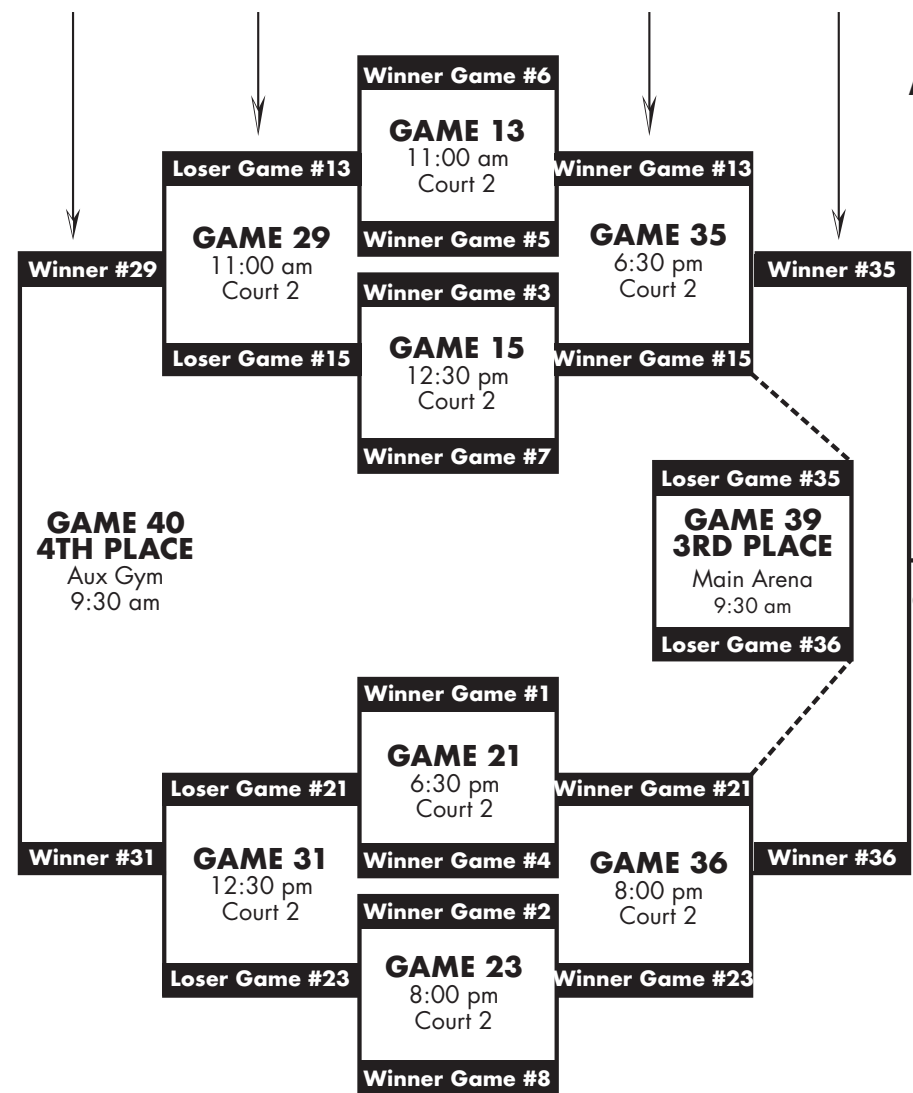 Winner Game #6
GAME 13
11:00 am
Court 2
Winner Game #5
Loser Game #13
GAME 29
11:00 am
Court 2
Loser Game #15
Winner Game #13
GAME 35
6:30 pm
Court 2
Winner Game #15
Winner #29
Winner #35
Winner Game #3
GAME 15
12:30 pm
Court 2
Winner Game #7
GAME 40
4TH PLACE
Aux Gym
9:30 am
Loser Game #35
GAME 39
3RD PLACE
Main Arena
9:30 am
Loser Game #36
Winner Game #1
GAME 21
6:30 pm
Court 2
Winner Game #4
Loser Game #21
GAME 31
12:30 pm
Court 2
Loser Game #23
Winner Game #21
GAME 36
8:00 pm
Court 2
Winner Game #23
Winner #31
Winner #36
Winner Game #2
GAME 23
8:00 pm
Court 2
Winner Game #8